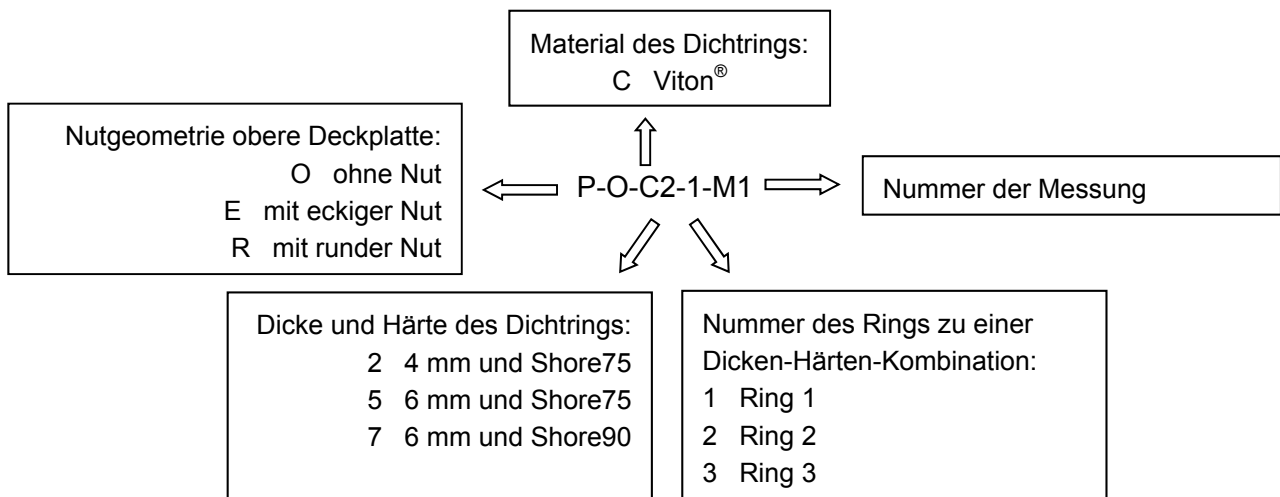 Material des Dichtrings:
C Viton®
Nutgeometrie obere Deckplatte:
O ohne Nut
E mit eckiger Nut
R mit runder Nut
P-O-C2-1-M1
Nummer der Messung
Dicke und Härte des Dichtrings:
2 4 mm und Shore75
5 6 mm und Shore75
7 6 mm und Shore90
Nummer des Rings zu einer
Dicken-Härten-Kombination:
1 Ring 1
2 Ring 2
3 Ring 3